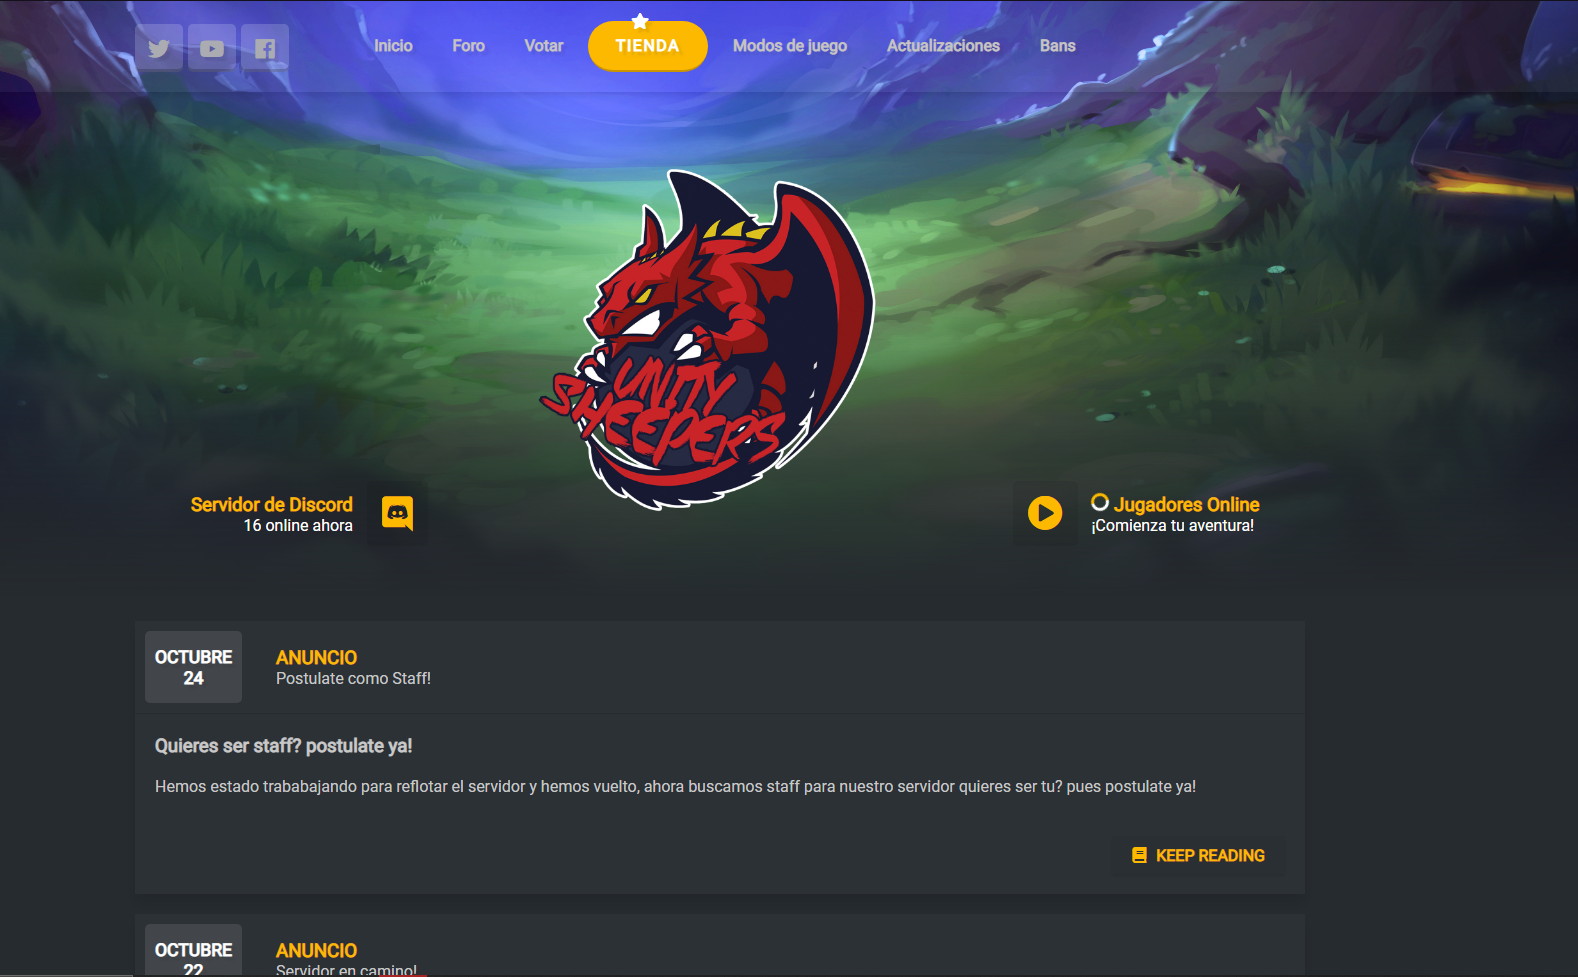 Inicio
Foro
Votar
TIENDA
Modos de juego
Actualizaciones
Bans
UNITY
SHEEPERS
Servidor de Discord
16 online ahora
Jugadores Online
¡Comienza tu aventura!
OCTUBRE
24
ANUNCIO
Postulate como Staff!
Quieres ser staff? postulate ya!
Hemos estado trababajando para reflotar el servidor y hemos vuelto, ahora buscamos staff para nuestro servidor quieres ser tu? pues postulate ya!
KEEP READING
OCTUBRE
22
ANUNCIO
Servidor en camino!